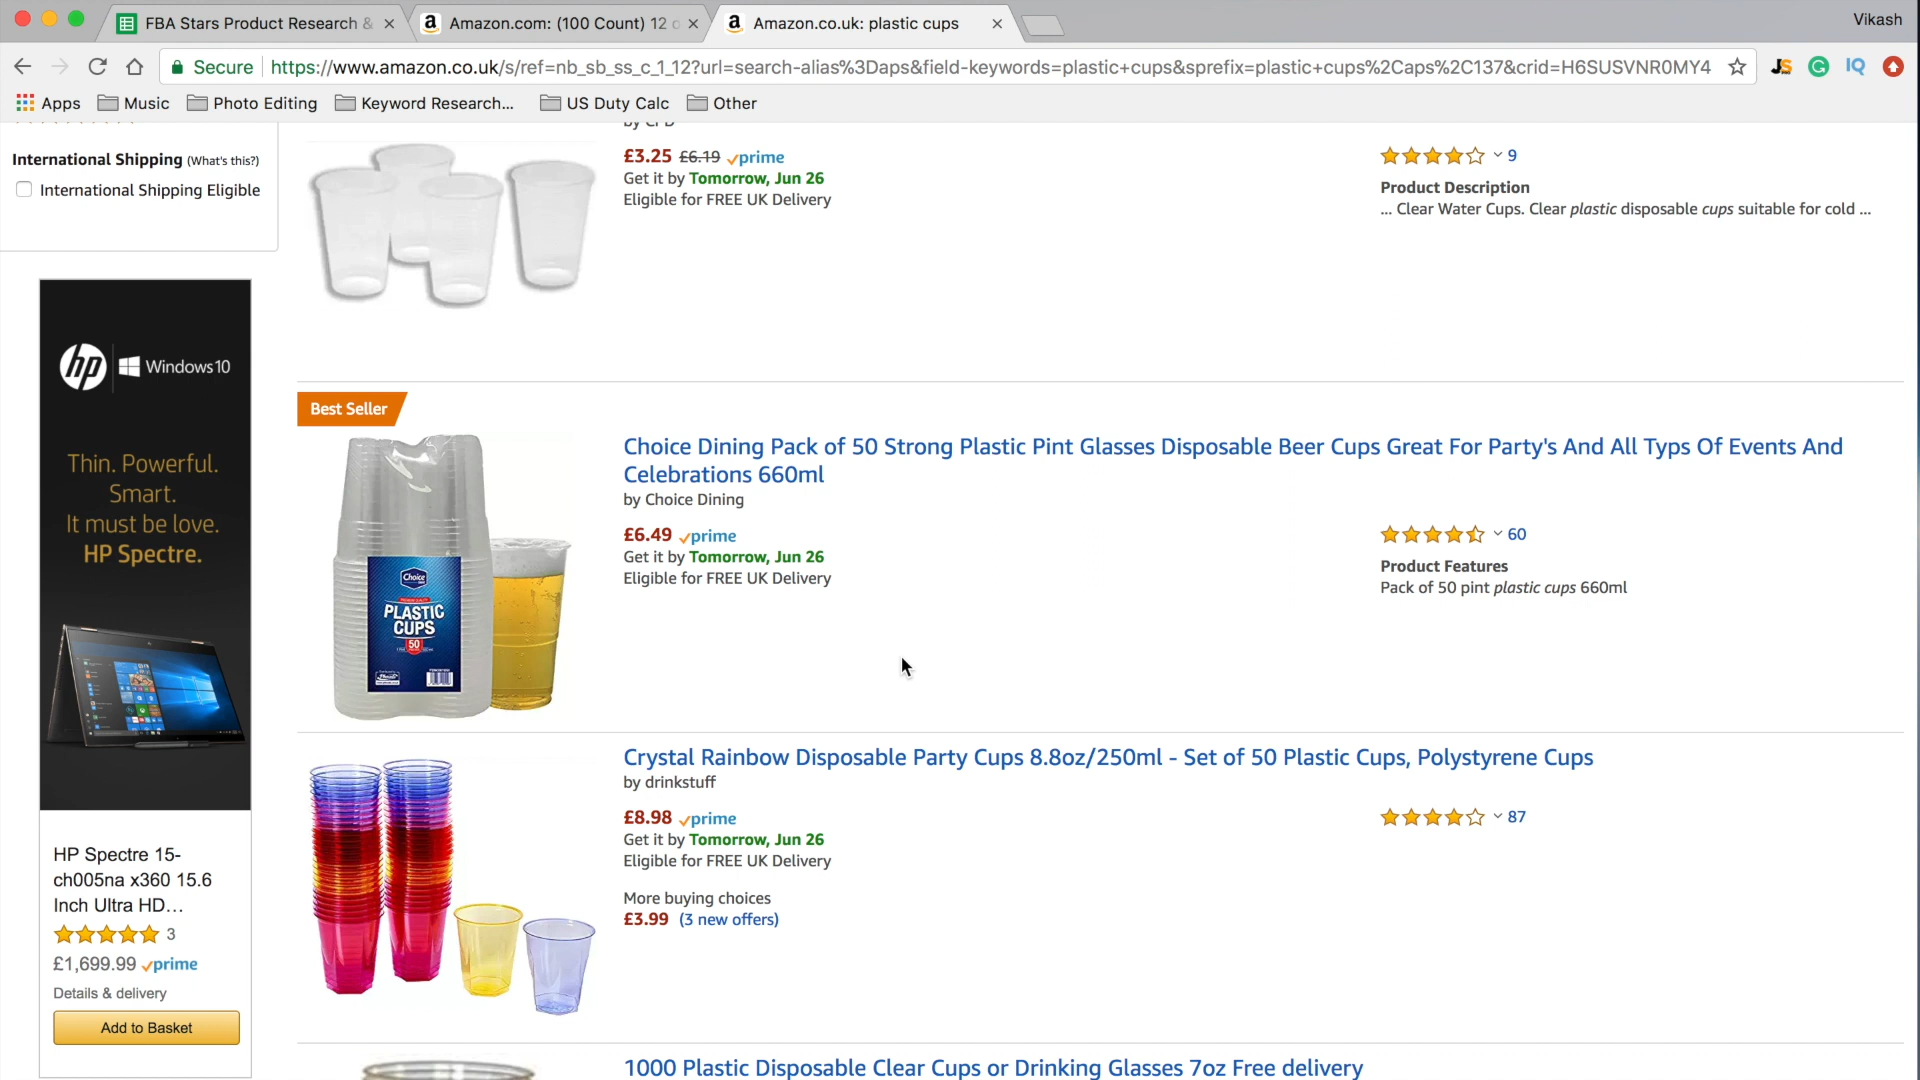 FBA Stars Product Research &
Amazon.com: (100 Count) 12 o
Amazon.co.uk: plastic cups
Vikash
Secure
https://www.amazon.co.uk/s/ref=nb_sb_ss_c_1_12?url=search-alias%3Daps&field-keywords=plastic+cups&sprefix=plastic+cups%2Caps%2C137&crid=H6SUSVNR0MY4
JS
G
IQ
Apps
Music
Photo Editing
Keyword Research...
US Duty Calc
Other
International Shipping (What's this?)
International Shipping Eligible
by CPD
£3.25 £6.19 prime
Get it by Tomorrow, Jun 26
Eligible for FREE UK Delivery
9
Product Description
... Clear Water Cups. Clear plastic disposable cups suitable for cold ...
hp Windows 10
Thin. Powerful.
Smart.
It must be love.
HP Spectre.
HP Spectre 15-
ch005na x360 15.6
Inch Ultra HD...
3
£1,699.99 prime
Details & delivery
Add to Basket
Best Seller
Choice
PLASTIC
CUPS
50
Choice Dining Pack of 50 Strong Plastic Pint Glasses Disposable Beer Cups Great For Party's And All Typs Of Events And
Celebrations 660ml
by Choice Dining
£6.49 prime
Get it by Tomorrow, Jun 26
Eligible for FREE UK Delivery
60
Product Features
Pack of 50 pint plastic cups 660ml
Crystal Rainbow Disposable Party Cups 8.8oz/250ml - Set of 50 Plastic Cups, Polystyrene Cups
by drinkstuff
£8.98 prime
Get it by Tomorrow, Jun 26
Eligible for FREE UK Delivery
More buying choices
£3.99 (3 new offers)
87
1000 Plastic Disposable Clear Cups or Drinking Glasses 7oz Free delivery